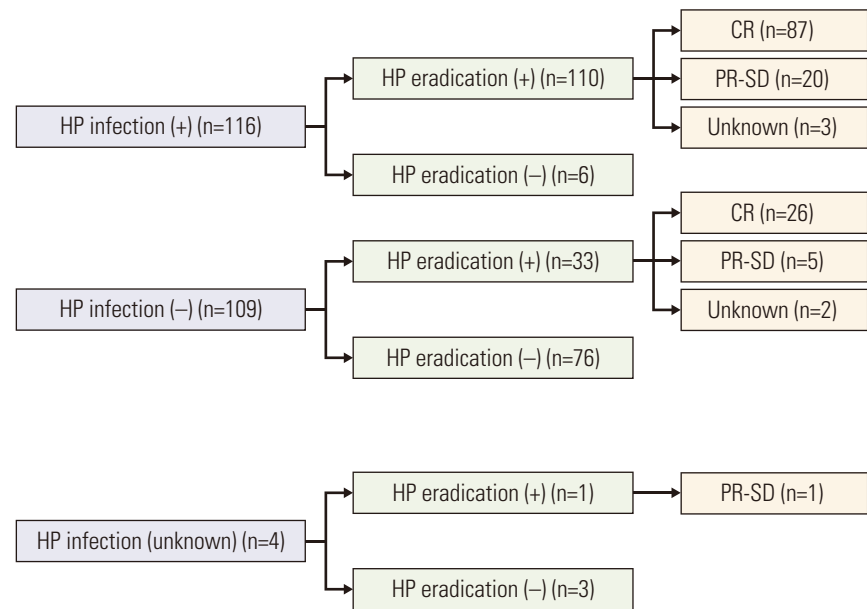 CR (n=87)
HP eradication (+) (n=110)
PR-SD (n=20)
HP infection (+) (n=116)
Unknown (n=3)
HP eradication (–) (n=6)
CR (n=26)
HP eradication (+) (n=33)
PR-SD (n=5)
HP infection (–) (n=109)
Unknown (n=2)
HP eradication (–) (n=76)
HP eradication (+) (n=1)
PR-SD (n=1)
HP infection (unknown) (n=4)
HP eradication (–) (n=3)